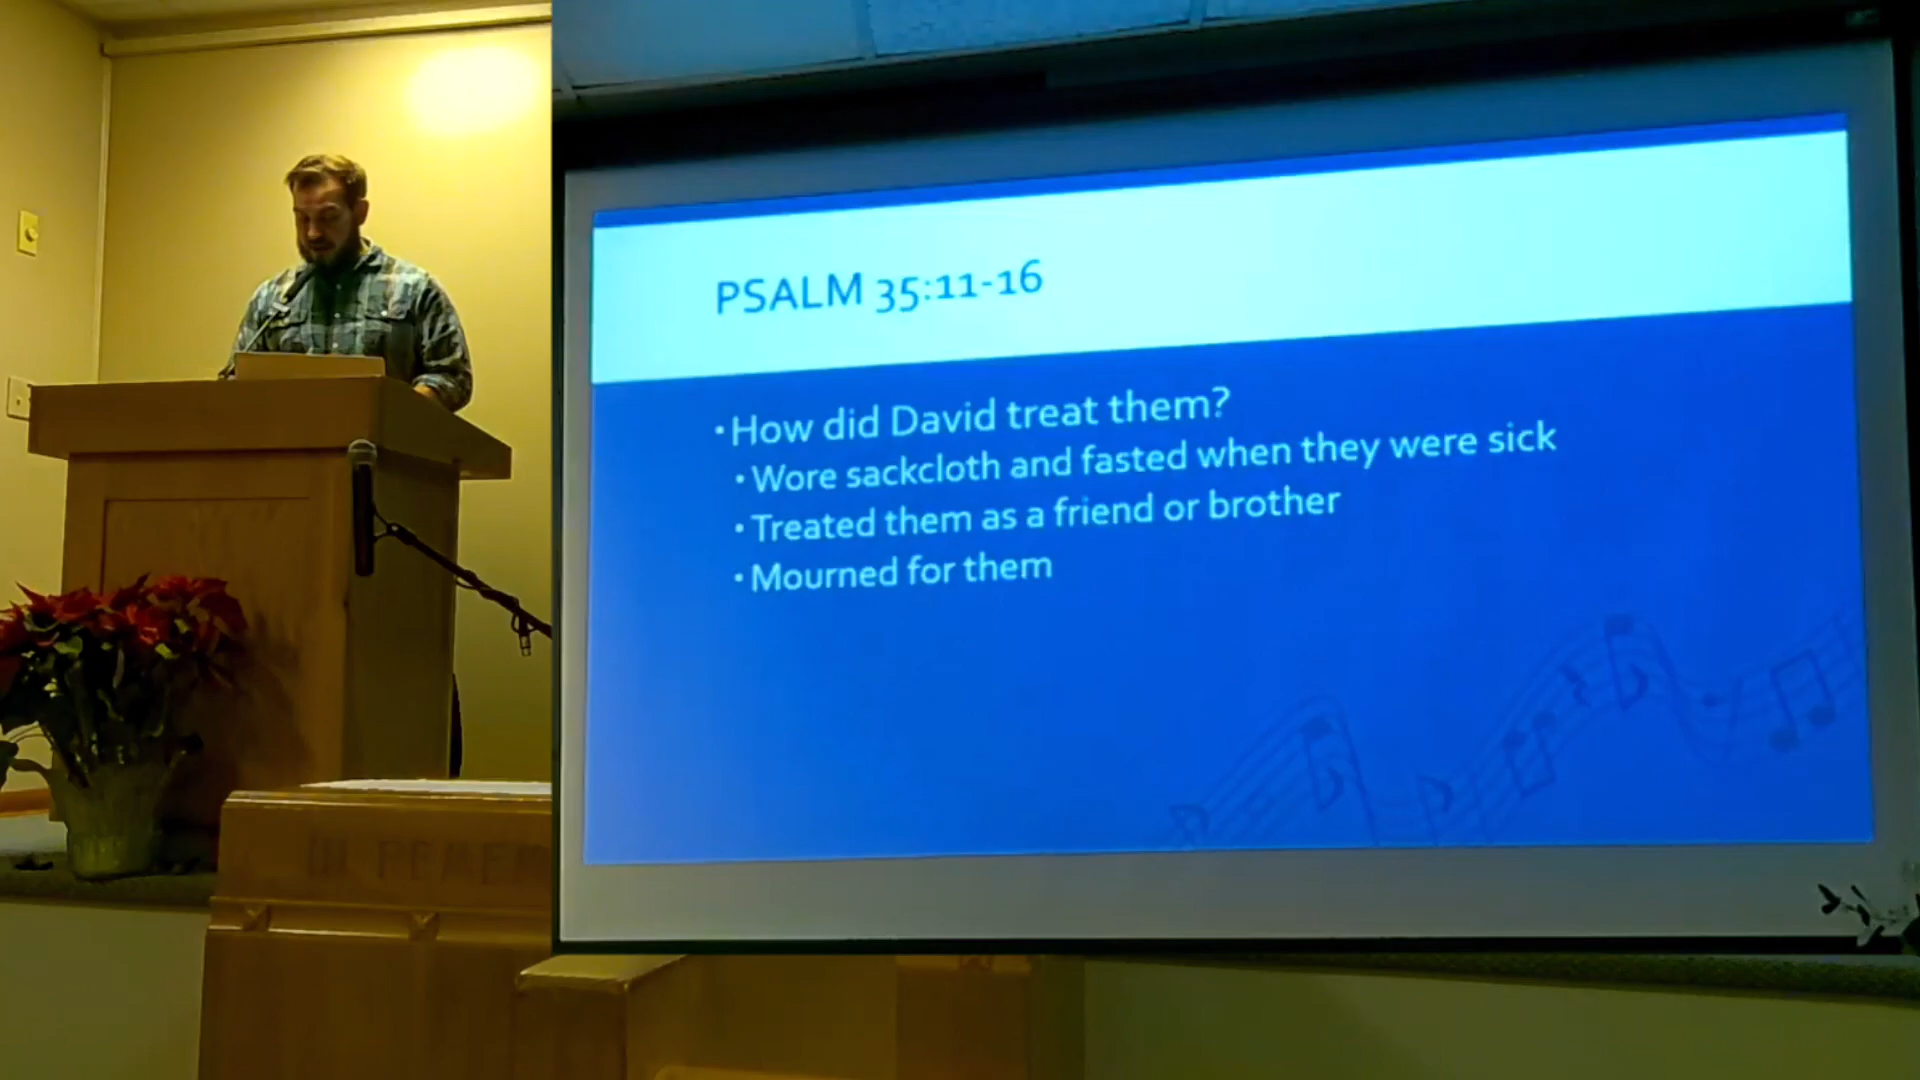 PSALM 35:11-16
• How did David treat them?
• Wore sackcloth and fasted when they were sick
• Treated them as a friend or brother
• Mourned for them
IN